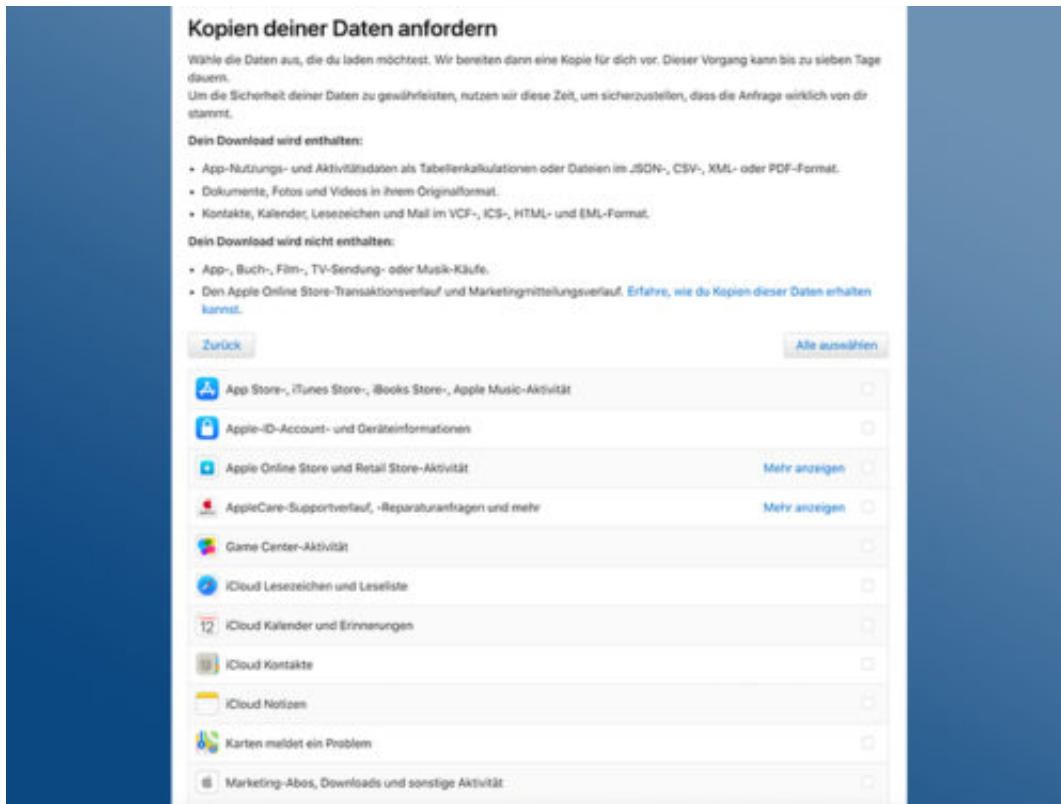 Kopien deiner Daten anfordern
Wähle die Daten aus, die du laden möchtest. Wir bereiten dann eine Kopie für dich vor. Dieser Vorgang kann bis zu sieben Tage
dauern.
Um die Sicherheit deiner Daten zu gewährleisten, nutzen wir diese Zeit, um sicherzustellen, dass die Anfrage wirklich von dir
stammt.
Dein Download wird enthalten:
• App-Nutzungs- und Aktivitätsdaten als Tabellenkalkulationen oder Dateien im JSON-, CSV-, XML- oder PDF-Format.
• Dokumente, Fotos und Videos in ihrem Originalformat.
• Kontakte, Kalender, Lesezeichen und Mail im VCF-, ICS-, HTML- und EML-Format.
Dein Download wird nicht enthalten:
• App-, Buch-, Film-, TV-Sendung- oder Musik-Käufe.
• Den Apple Online Store-Transaktionsverlauf und Marketingmitteilungsverlauf. Erfahre, wie du Kopien dieser Daten erhalten
kannst.
Zurück Alle auswählen
App Store-, iTunes Store-, iBooks Store-, Apple Music-Aktivität
Apple-ID-Account- und Geräteinformationen
Apple Online Store und Retail Store-Aktivität Mehr anzeigen
AppleCare-Supportverlauf, -Reparaturanfragen und mehr Mehr anzeigen
Game Center-Aktivität
iCloud Lesezeichen und Leseliste
12 iCloud Kalender und Erinnerungen
iCloud Kontakte
iCloud Notizen
Karten meldet ein Problem
Marketing-Abos, Downloads und sonstige Aktivität